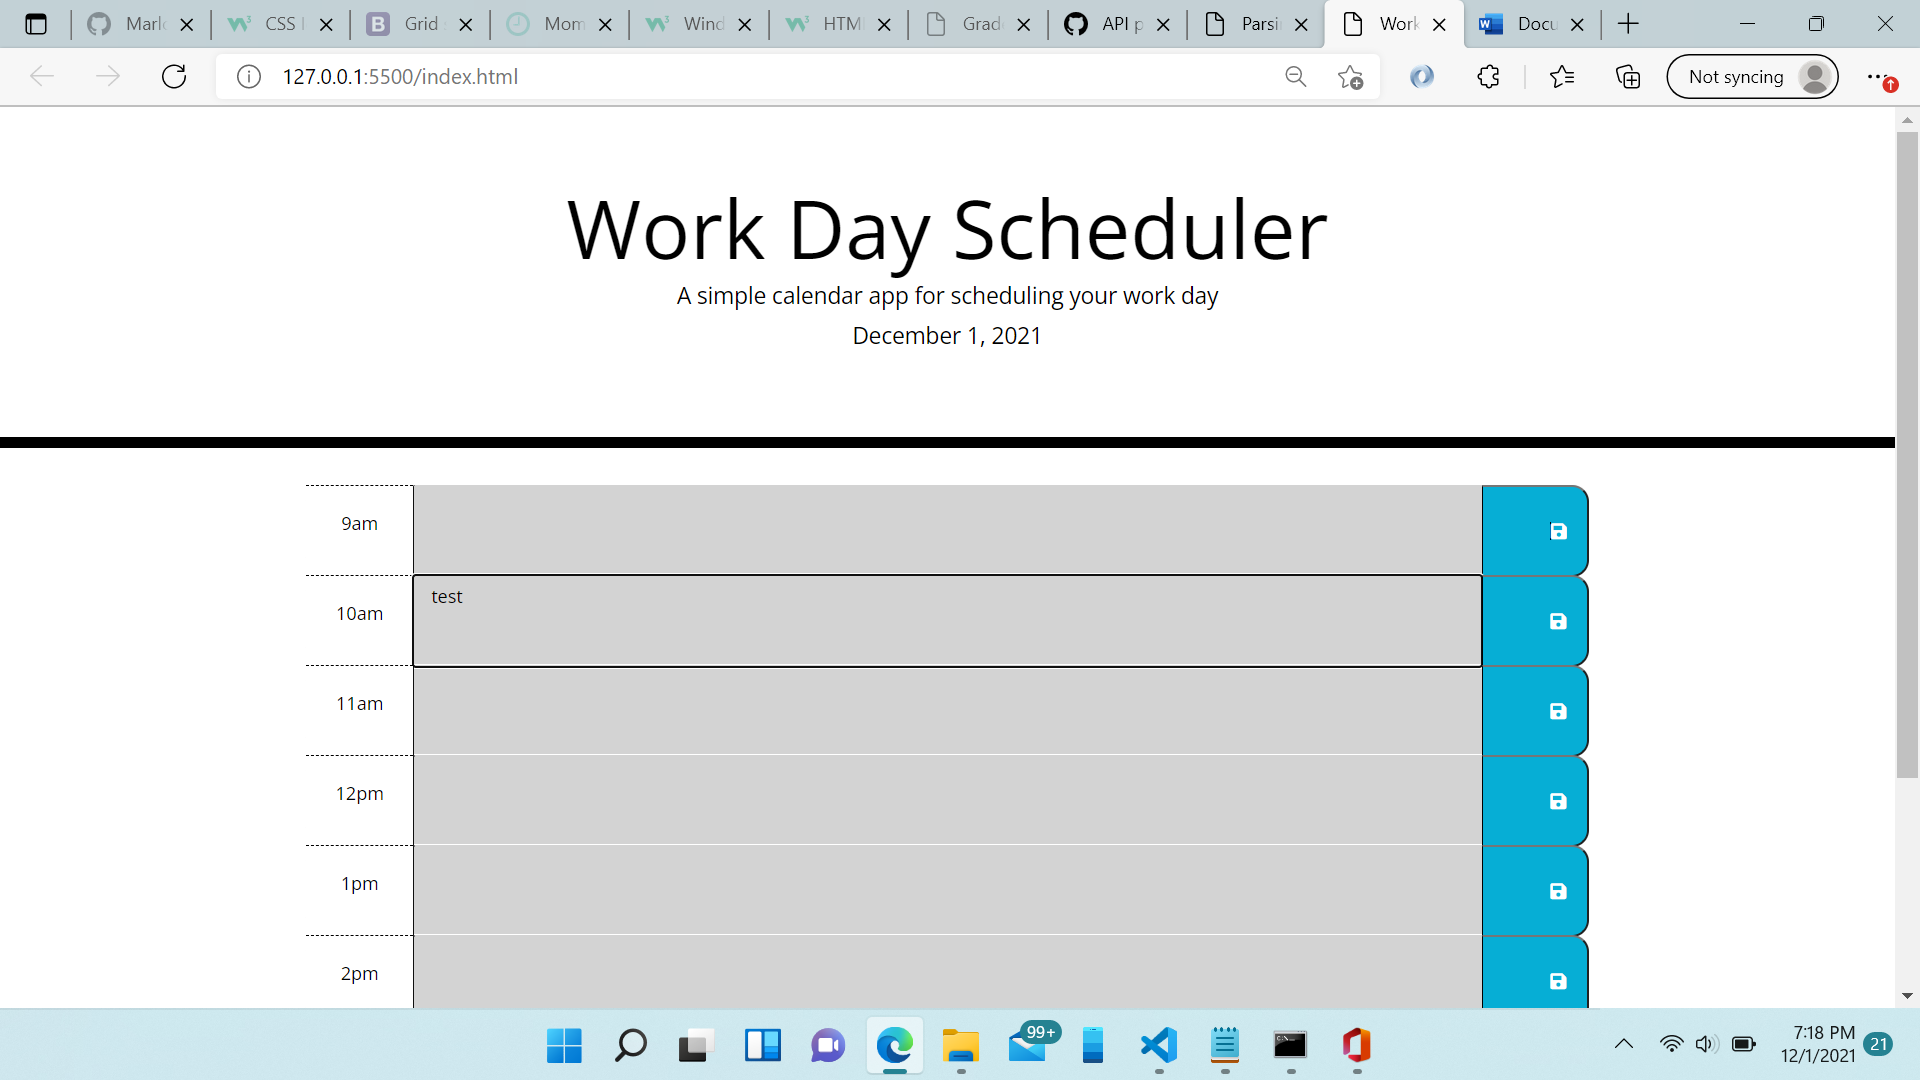 Mar
CSS
Grid
Mom
Wind
HTM
Grad
API p
Parsi
Work
Docu
127.0.0.1:5500/index.html
Not syncing
Work Day Scheduler
A simple calendar app for scheduling your work day
December 1, 2021
9am
10am
test
11am
12pm
1pm
2pm
99+
7:18 PM
12/1/2021
21